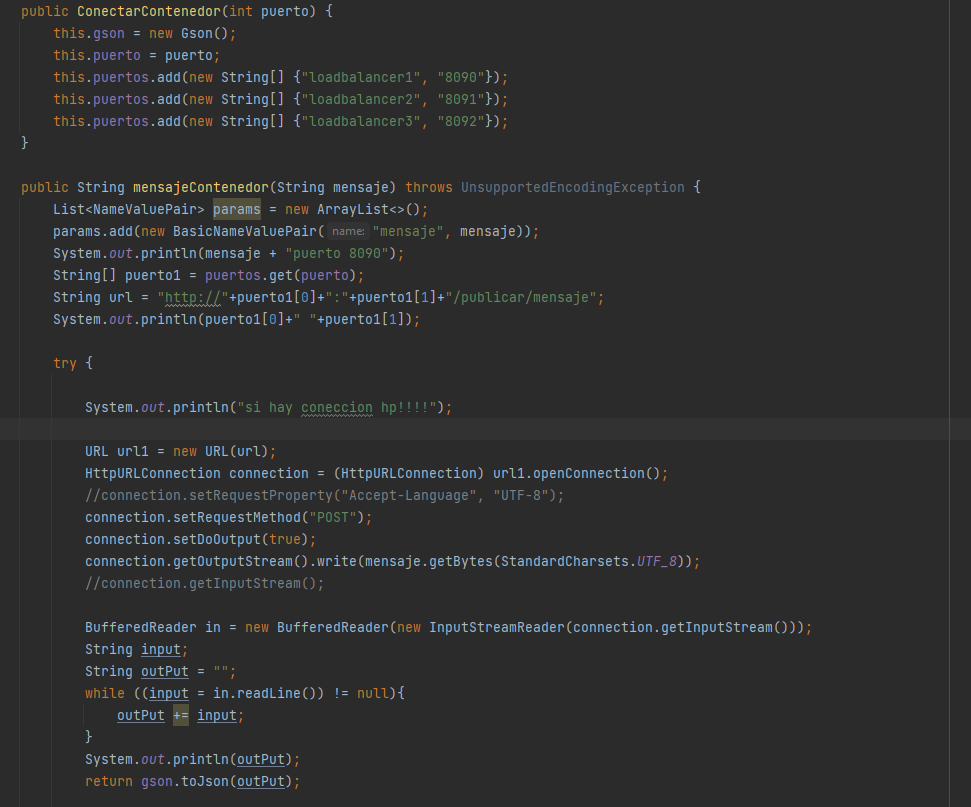 public ConectarContenedor(int puerto) {
this.gson = new Gson();
this.puerto = puerto;
this.puertos.add(new String[] {"loadbalancer1", "8090"});
this.puertos.add(new String[] {"loadbalancer2", "8091"});
this.puertos.add(new String[] {"loadbalancer3", "8092"});
}
public String mensajeContenedor(String mensaje) throws UnsupportedEncodingException {
List<NameValuePair> params = new ArrayList<>();
params.add(new BasicNameValuePair( name: "mensaje", mensaje));
System.out.println(mensaje + "puerto 8090");
String[] puerto1 = puertos.get(puerto);
String url = "http://"+puerto1[0]+":"+puerto1[1]+"/publicar/mensaje";
System.out.println(puerto1[0]+" "+puerto1[1]);
try {
System.out.println("si hay coneccion hp!!!!");
URL url1 = new URL(url);
HttpURLConnection connection = (HttpURLConnection) url1.openConnection();
//connection.setRequestProperty("Accept-Language", "UTF-8");
connection.setRequestMethod("POST");
connection.setDoOutput(true);
connection.getOutputStream().write(mensaje.getBytes(StandardCharsets.UTF_8));
//connection.getInputStream();
BufferedReader in = new BufferedReader(new InputStreamReader(connection.getInputStream()));
String input;
String outPut = "";
while ((input = in.readLine()) != null){
outPut += input;
}
System.out.println(outPut);
return gson.toJson(outPut);